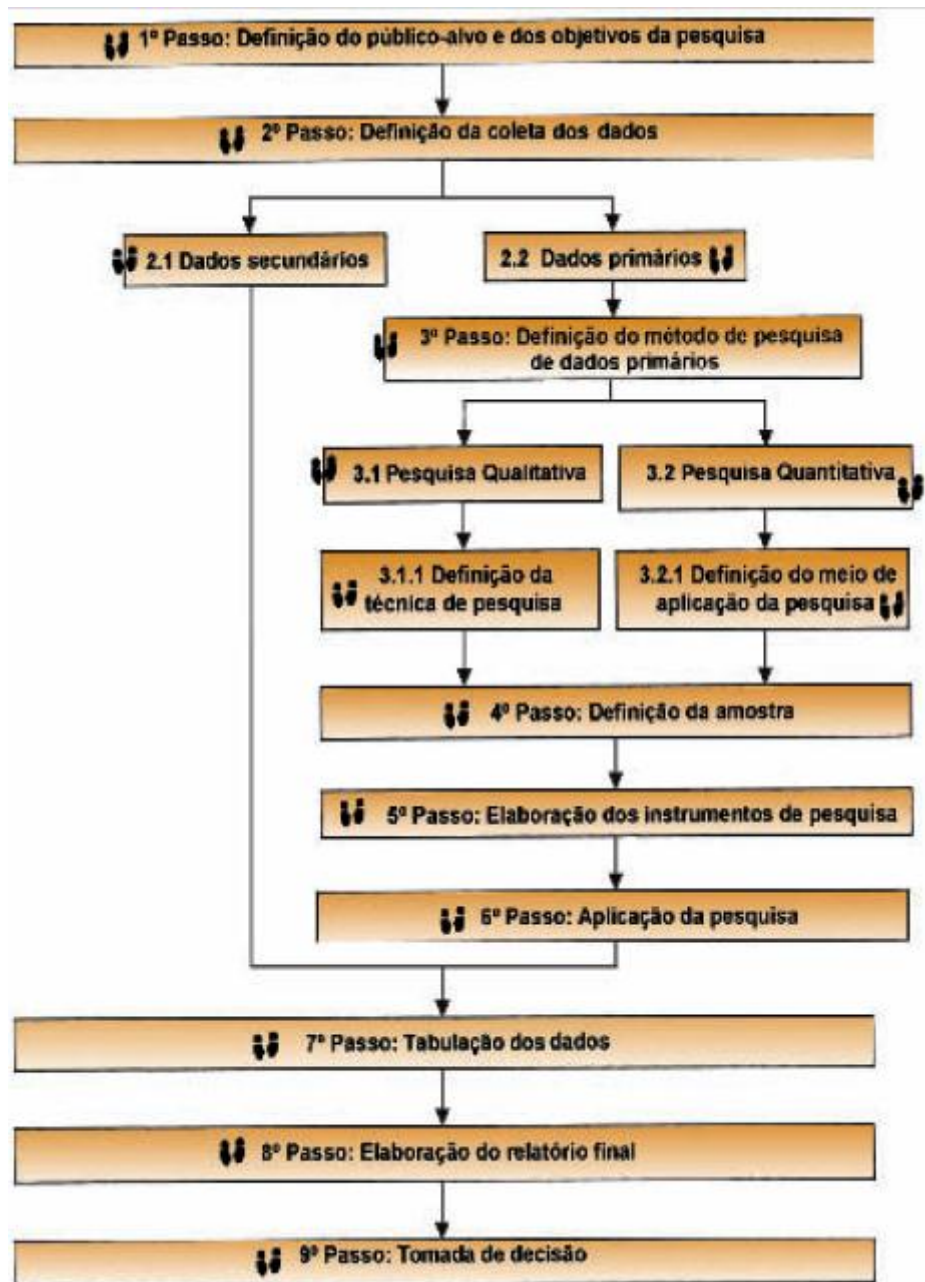 1º Passo: Definição do público-alvo e dos objetivos da pesquisa
2º Passo: Definição da coleta dos dados
2.1 Dados secundários
2.2 Dados primários
3º Passo: Definição do método de pesquisa
de dados primários
3.1 Pesquisa Qualitativa
3.2 Pesquisa Quantitativa
3.1.1 Definição da
técnica de pesquisa
3.2.1 Definição do meio de
aplicação da pesquisa
4º Passo: Definição da amostra
5º Passo: Elaboração dos instrumentos de pesquisa
6º Passo: Aplicação da pesquisa
7º Passo: Tabulação dos dados
8º Passo: Elaboração do relatório final
9º Passo: Tomada de decisão